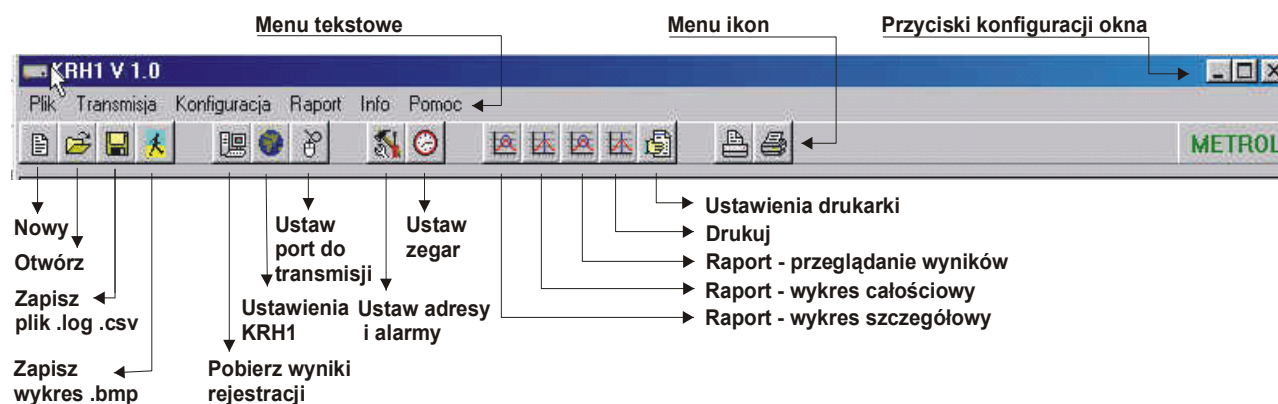 Menu tekstowe
Menu ikon
Przyciski konfiguracji okna
KRH1 V 1.0
Plik Transmisja Konfiguracja Raport Info Pomoc
METROL
Nowy
Otwórz
Zapisz
plik .log .csv
Zapisz
wykres .bmp
Pobierz wyniki
rejestracji
Ustawienia
KRH1
Ustaw
port do
transmisji
Ustaw adresy
i alarmy
Ustaw
zegar
Ustawienia drukarki
Drukuj
Raport - przeglądanie wyników
Raport - wykres całościowy
Raport - wykres szczegółowy